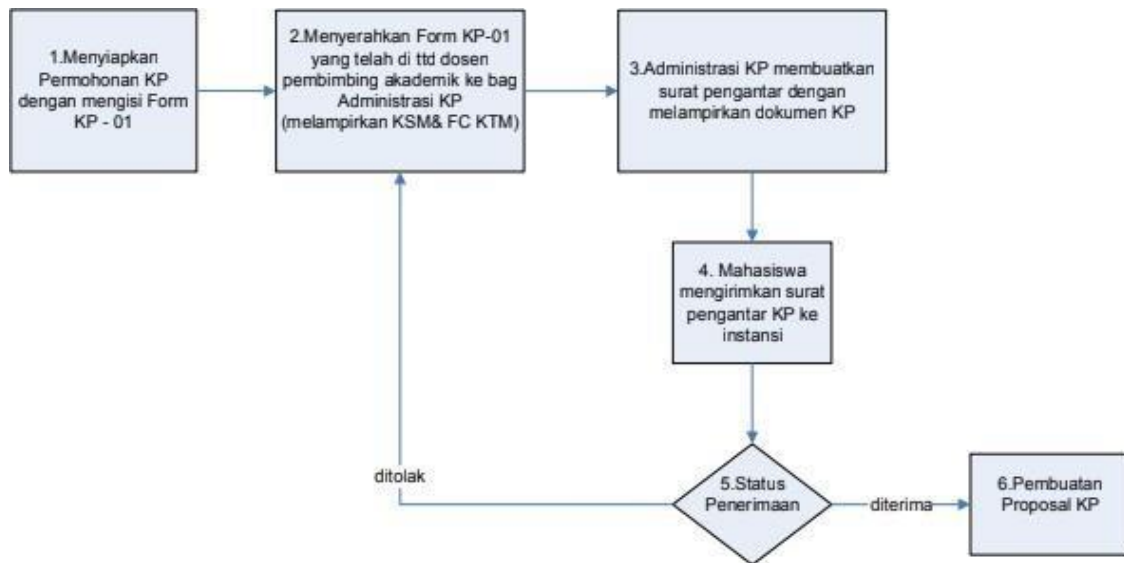 1.Menyiapkan
Permohonan KP
dengan mengisi Form
KP - 01
2.Menyerahkan Form KP-01
yang telah di ttd dosen
pembimbing akademik ke bag
Administrasi KP
(melampirkan KSM& FC KTM)
3.Administrasi KP membuatkan
surat pengantar dengan
melampirkan dokumen KP
4. Mahasiswa
mengirimkan surat
pengantar KP ke
instansi
ditolak
5.Status
Penerimaan
diterima
6.Pembuatan
Proposal KP